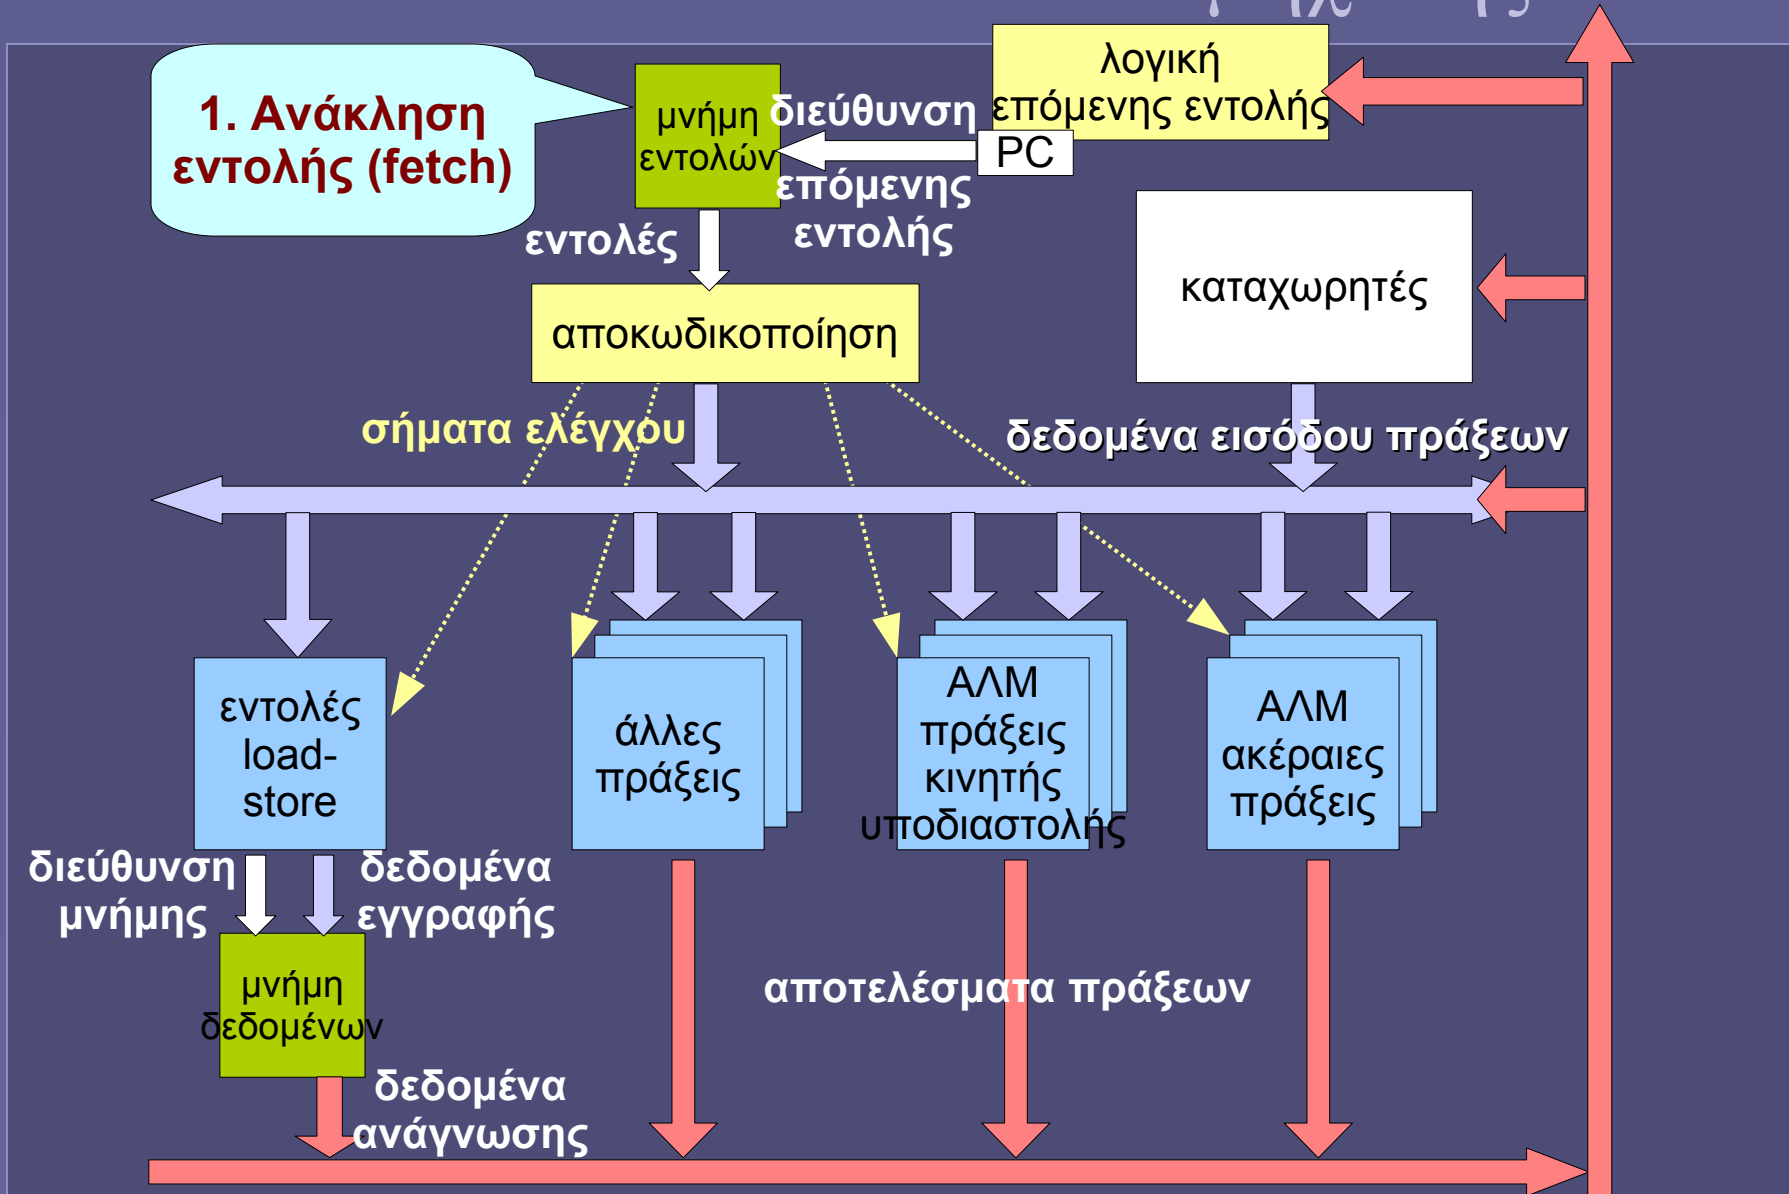 1. Ανάκληση
εντολής (fetch)
μνήμη
εντολών
διεύθυνση
επόμενης
εντολής
PC
λογική
επόμενης εντολής
εντολές
αποκωδικοποίηση
καταχωρητές
σήματα ελέγχου
δεδομένα εισόδου πράξεων
εντολές
load-
store
άλλες
πράξεις
ΑΛΜ
πράξεις
κινητής
υποδιαστολής
ΑΛΜ
ακέραιες
πράξεις
διεύθυνση
μνήμης
δεδομένα
εγγραφής
μνήμη
δεδομένων
αποτελέσματα πράξεων
δεδομένα
ανάγνωσης